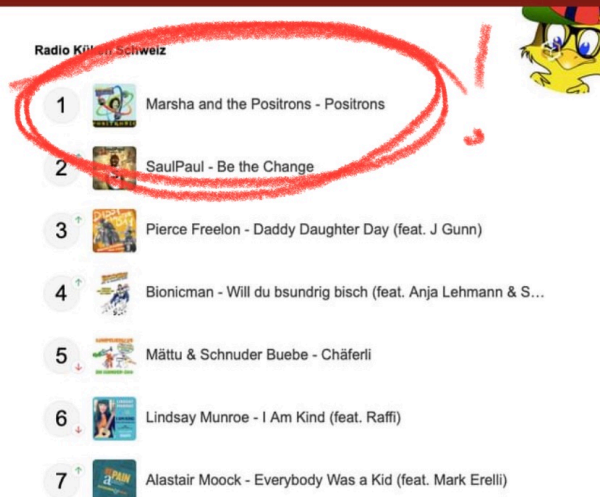 Radio Küken Schweiz
1 Marsha and the Positrons - Positrons
2 SaulPaul - Be the Change
3 Pierce Freelon - Daddy Daughter Day (feat. J Gunn)
4 Bionicman - Will du bsundrig bisch (feat. Anja Lehmann & S...
5 Mättu & Schnuder Buebe - Chäferli
6 Lindsay Munroe - I Am Kind (feat. Raffi)
7 Alastair Moock - Everybody Was a Kid (feat. Mark Erelli)